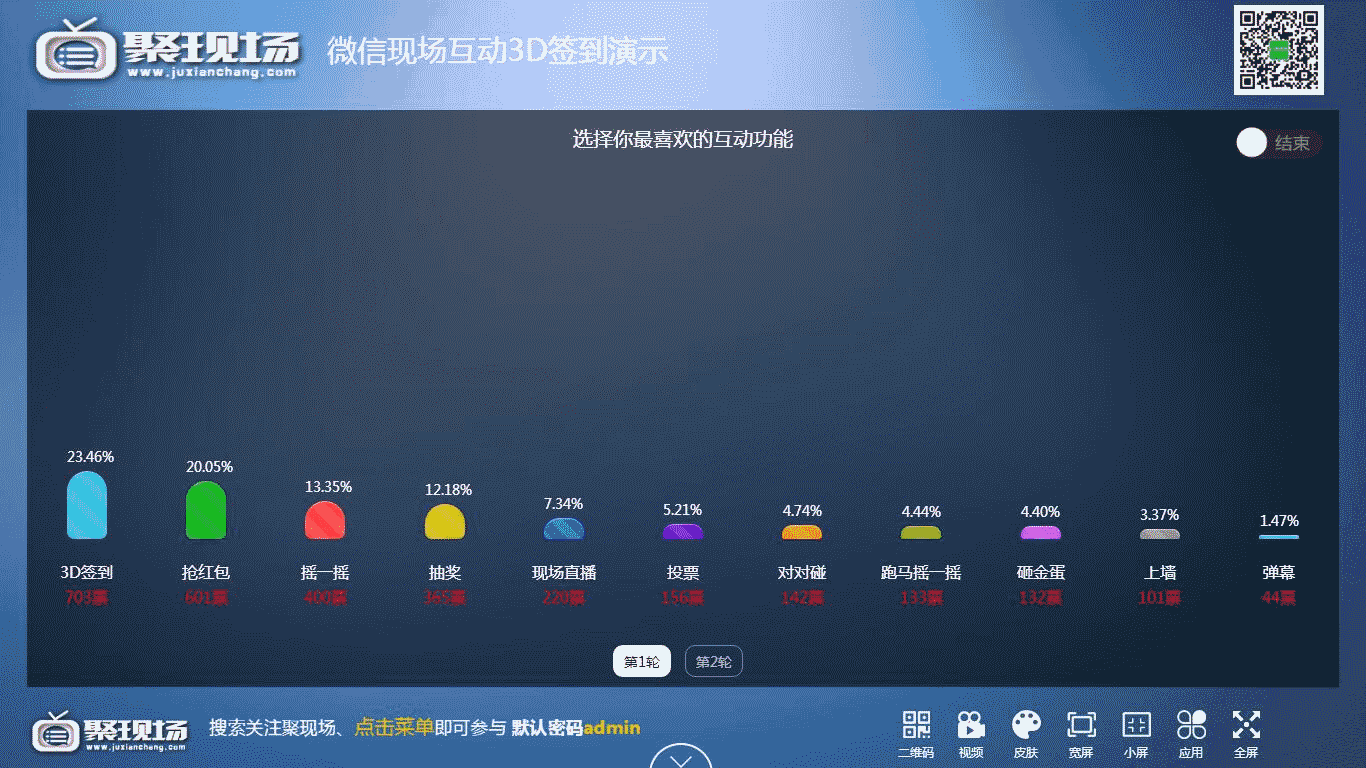 聚现场
www.juxianchang.com
微信现场互动3D签到演示
选择你最喜欢的互动功能
结束
23.46%
20.05%
13.35%
12.18%
7.34%
5.21%
4.74%
4.44%
4.40%
3.37%
1.47%
3D签到
抢红包
摇一摇
抽奖
现场直播
投票
对对碰
跑马摇一摇
砸金蛋
上墙
弹幕
703票
601票
400票
365票
220票
156票
142票
133票
132票
101票
44票
第1轮
第2轮
聚现场
www.juxianchang.com
搜索关注聚现场、点击菜单即可参与 默认密码admin
二维码
视频
皮肤
宽屏
小屏
应用
全屏